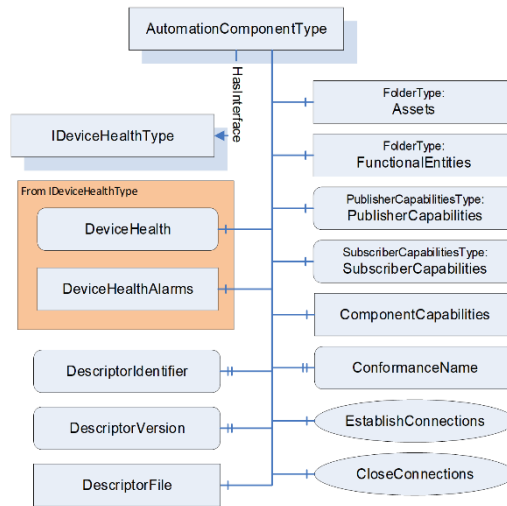 AutomationComponentType
HasInterface
IDeviceHealthType
From IDeviceHealthType
DeviceHealth
DeviceHealthAlarms
DescriptorIdentifier
DescriptorVersion
DescriptorFile
FolderType:
Assets
FolderType:
FunctionalEntities
PublisherCapabilitiesType:
PublisherCapabilities
SubscriberCapabilitiesType:
SubscriberCapabilities
ComponentCapabilities
ConformanceName
EstablishConnections
CloseConnections